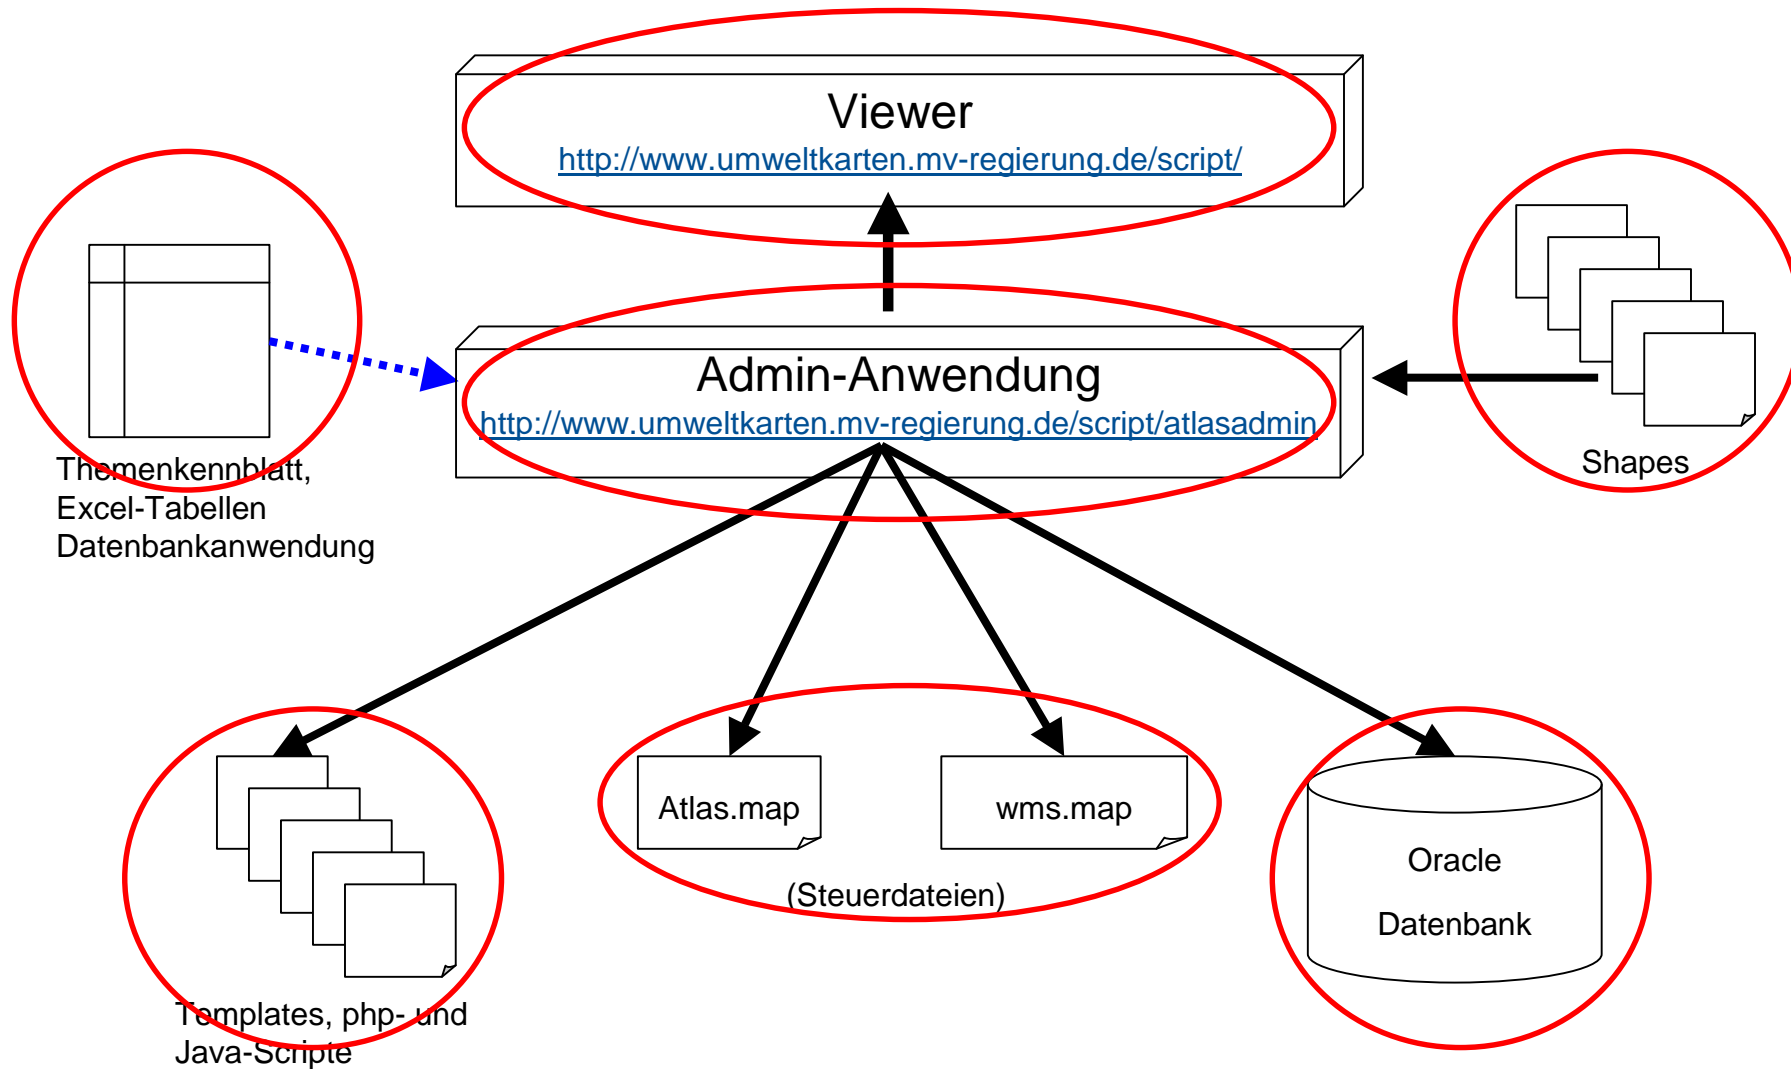 Viewer
http://www.umweltkarten.mv-regierung.de/script/
Admin-Anwendung
http://www.umweltkarten.mv-regierung.de/script/atlasadmin
Themenkennblatt,
Excel-Tabellen
Datenbankanwendung
Shapes
Atlas.map
wms.map
(Steuerdateien)
Oracle
Datenbank
Templates, php- und
Java-Scripte